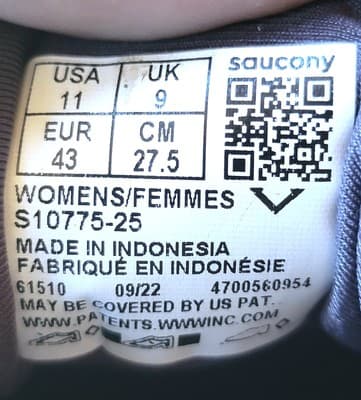 saucony
USA UK
11 9
EUR CM
43 27.5
WOMENS/FEMMES
S10775-25
MADE IN INDONESIA
FABRIQUÉ EN INDONÉSIE
61510 09/22 4700560954
MAY BE COVERED BY US PAT.
WWW.PATENTS.WWWINC.COM